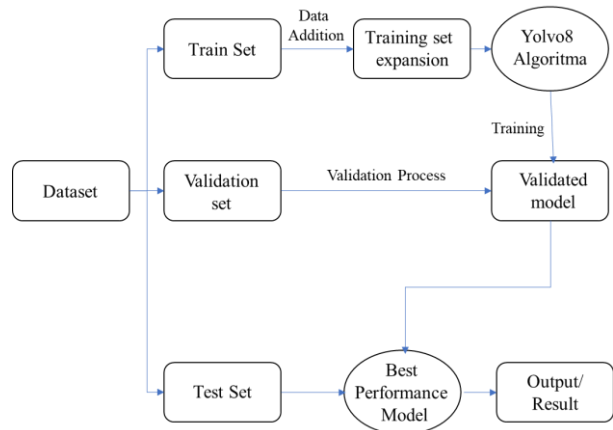 Data
Addition
Train Set
Training set
expansion
Yolvo8
Algoritma
Training
Dataset
Validation
set
Validation Process
Validated
model
Test Set
Best
Performance
Model
Output/
Result